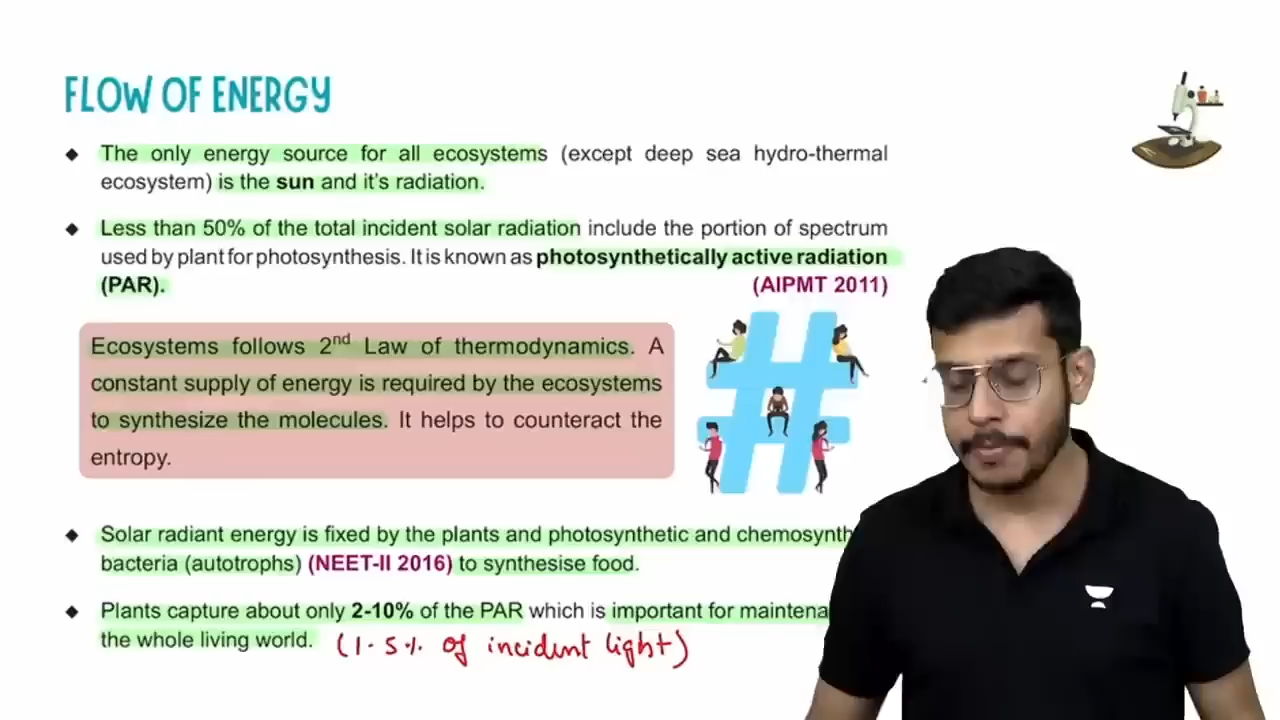 FLOW OF ENERGY
◆ The only energy source for all ecosystems (except deep sea hydro-thermal
ecosystem) is the sun and it's radiation.
◆ Less than 50% of the total incident solar radiation include the portion of spectrum
used by plant for photosynthesis. It is known as photosynthetically active radiation
(PAR). (AIPMT 2011)
Ecosystems follows 2nd Law of thermodynamics. A
constant supply of energy is required by the ecosystems
to synthesize the molecules. It helps to counteract the
entropy.
◆ Solar radiant energy is fixed by the plants and photosynthetic and chemosynth
bacteria (autotrophs) (NEET-II 2016) to synthesise food.
◆ Plants capture about only 2-10% of the PAR which is important for maintena
the whole living world. (1.5% of incident light)